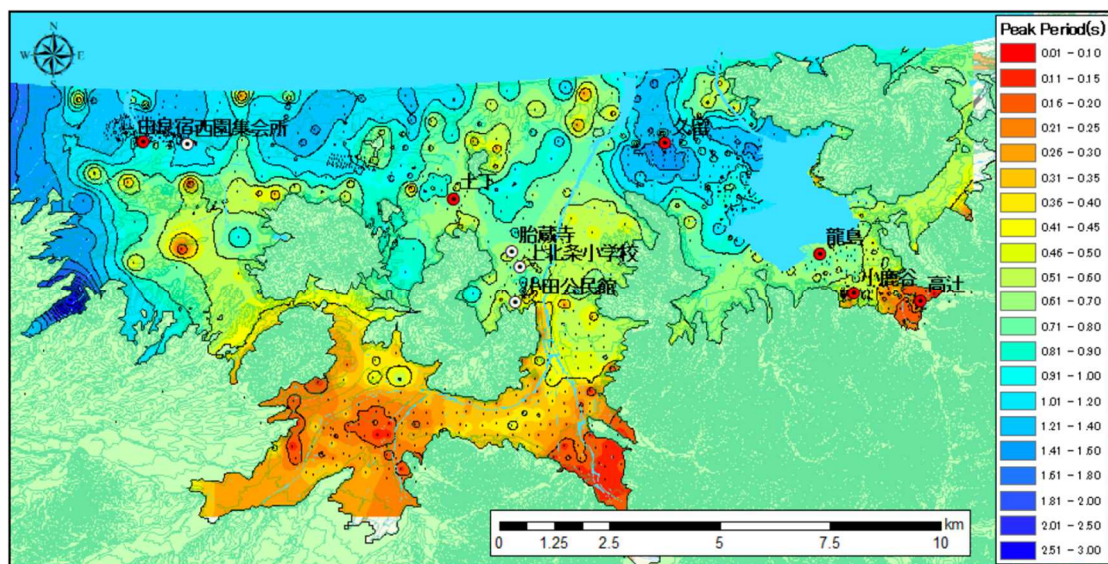 N
W
E
S
由良宿西園集会所
久留
土下
胎蔵寺
上北条小学校
小田公民館
龍島
小鹿谷
高辻
km
0 1.25 2.5 5 7.5 10
Peak Period(s)
0.01 - 0.10
0.11 - 0.15
0.16 - 0.20
0.21 - 0.25
0.26 - 0.30
0.31 - 0.35
0.36 - 0.40
0.41 - 0.45
0.46 - 0.50
0.51 - 0.60
0.61 - 0.70
0.71 - 0.80
0.81 - 0.90
0.91 - 1.00
1.01 - 1.20
1.21 - 1.40
1.41 - 1.50
1.51 - 1.80
1.81 - 2.00
2.01 - 2.50
2.51 - 3.00